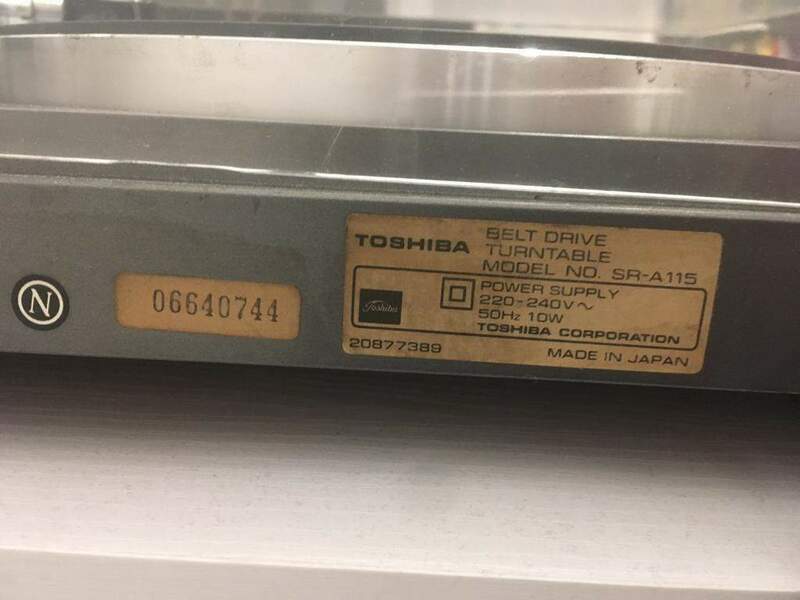 N
06640744
TOSHIBA
BELT DRIVE
TURNTABLE
MODEL NO. SR-A115
Toshiba
POWER SUPPLY
220-240V~
50Hz 10W
TOSHIBA CORPORATION
20877389
MADE IN JAPAN